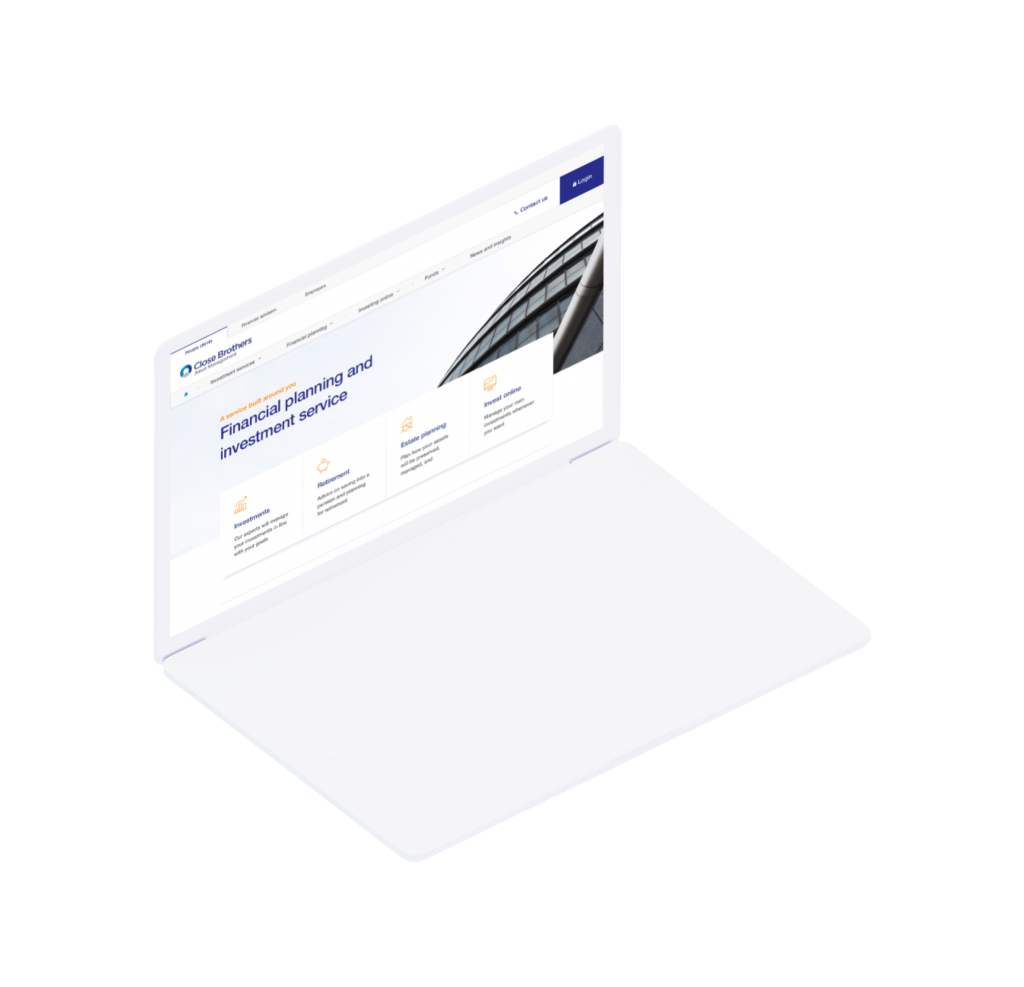 Private clients
Financial advisers
Employers
Close Brothers
Asset Management
Contact us
Login
Investment services
Financial planning
Investing online
Funds
News and insights
A service built around you
Financial planning and
investment service
Investments
Our experts will manage
your investments in line
with your goals
Retirement
Advice on saving into a
pension and planning
for retirement
Estate planning
Plan how your assets
will be preserved,
managed, and
Invest online
Manage your own
investments whenever
you want